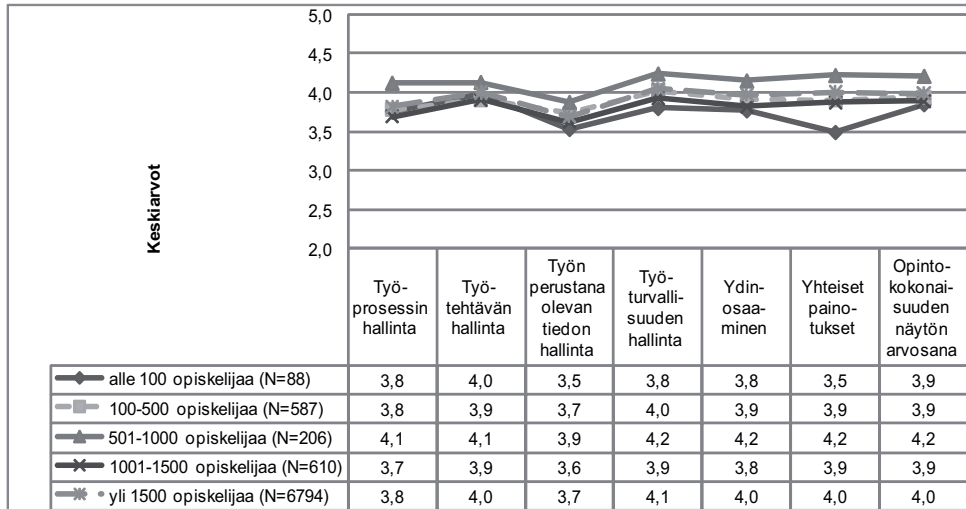 5,0
4,5
4,0
3,5
3,0
2,5
2,0
Keskiarvot
Työ-
prosessin
hallinta
Työ-
tehtävän
hallinta
Työn
perustana
olevan
tiedon
hallinta
Työ-
turvalli-
suuden
hallinta
Ydin-
osaa-
minen
Yhteiset
paino-
tukset
Opinto-
kokonai-
suuden
näytön
arvosana
alle 100 opiskelijaa (N=88) 3,8 4,0 3,5 3,8 3,8 3,5 3,9
100-500 opiskelijaa (N=587) 3,8 3,9 3,7 4,0 3,9 3,9 3,9
501-1000 opiskelijaa (N=206) 4,1 4,1 3,9 4,2 4,2 4,2 4,2
1001-1500 opiskelijaa (N=610) 3,7 3,9 3,6 3,9 3,8 3,9 3,9
yli 1500 opiskelijaa (N=6794) 3,8 4,0 3,7 4,1 4,0 4,0 4,0